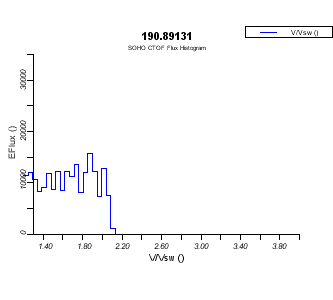 190.89131
SOHO CTOF Flux Histogram
V/Vsw ()
EFlux ()
30000
20000
10000
0
1.40 1.80 2.20 2.60 3.00 3.40 3.80
V/Vsw ()